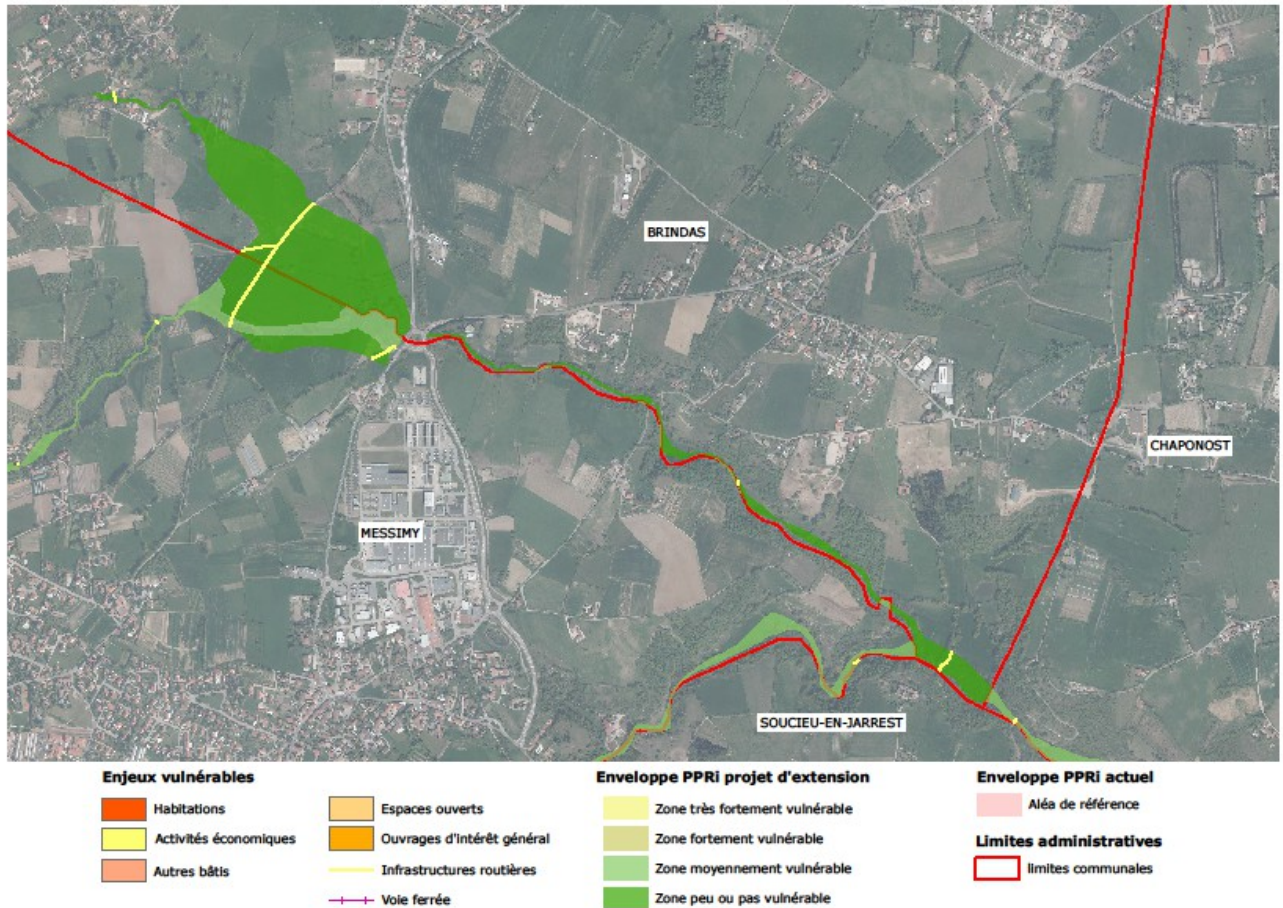 BRINDAS
CHAPONOST
MESSIMY
SOUCIEU-EN-JARREST
Enjeux vulnérables
Habitations
Activités économiques
Autres bâtis
Espaces ouverts
Ouvrages d'intérêt général
Infrastructures routières
Voie ferrée
Enveloppe PPRi projet d'extension
Zone très fortement vulnérable
Zone fortement vulnérable
Zone moyennement vulnérable
Zone peu ou pas vulnérable
Enveloppe PPRi actuel
Aléa de référence
Limites administratives
limites communales